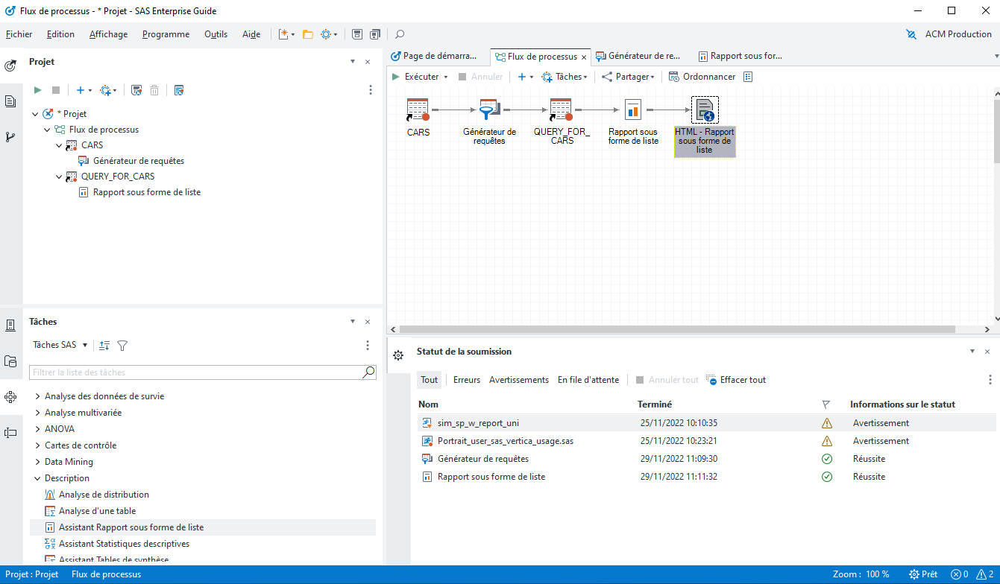 Flux de processus - * Projet - SAS Enterprise Guide
Fichier Edition Affichage Programme Outils Aide ACM Production
Projet
* Projet
Flux de processus
CARS
Générateur de requêtes
QUERY_FOR_CARS
Rapport sous forme de liste
Tâches
Tâches SAS
Filtrer la liste des tâches
Analyse des données de survie
Analyse multivariée
ANOVA
Cartes de contrôle
Data Mining
Description
Analyse de distribution
Analyse d'une table
Assistant Rapport sous forme de liste
Assistant Statistiques descriptives
Assistant Tables de synthèse
Page de démarra... Flux de processus Générateur de re... Rapport sous for...
Exécuter Annuler Tâches Partager Ordonnancer
CARS
Générateur de
requêtes
QUERY_FOR_
CARS
Rapport sous
forme de liste
HTML - Rapport
sous forme de
liste
Statut de la soumission
Tout Erreurs Avertissements En file d'attente Annuler tout Effacer tout
Nom Terminé Informations sur le statut
sim_sp_w_report_uni 25/11/2022 10:10:35 Avertissement
Portrait_user_sas_vertica_usage.sas 25/11/2022 10:23:21 Avertissement
Générateur de requêtes 29/11/2022 11:09:30 Réussite
Rapport sous forme de liste 29/11/2022 11:11:32 Réussite
Projet : Projet Flux de processus Zoom : 100 % Prêt 0 2